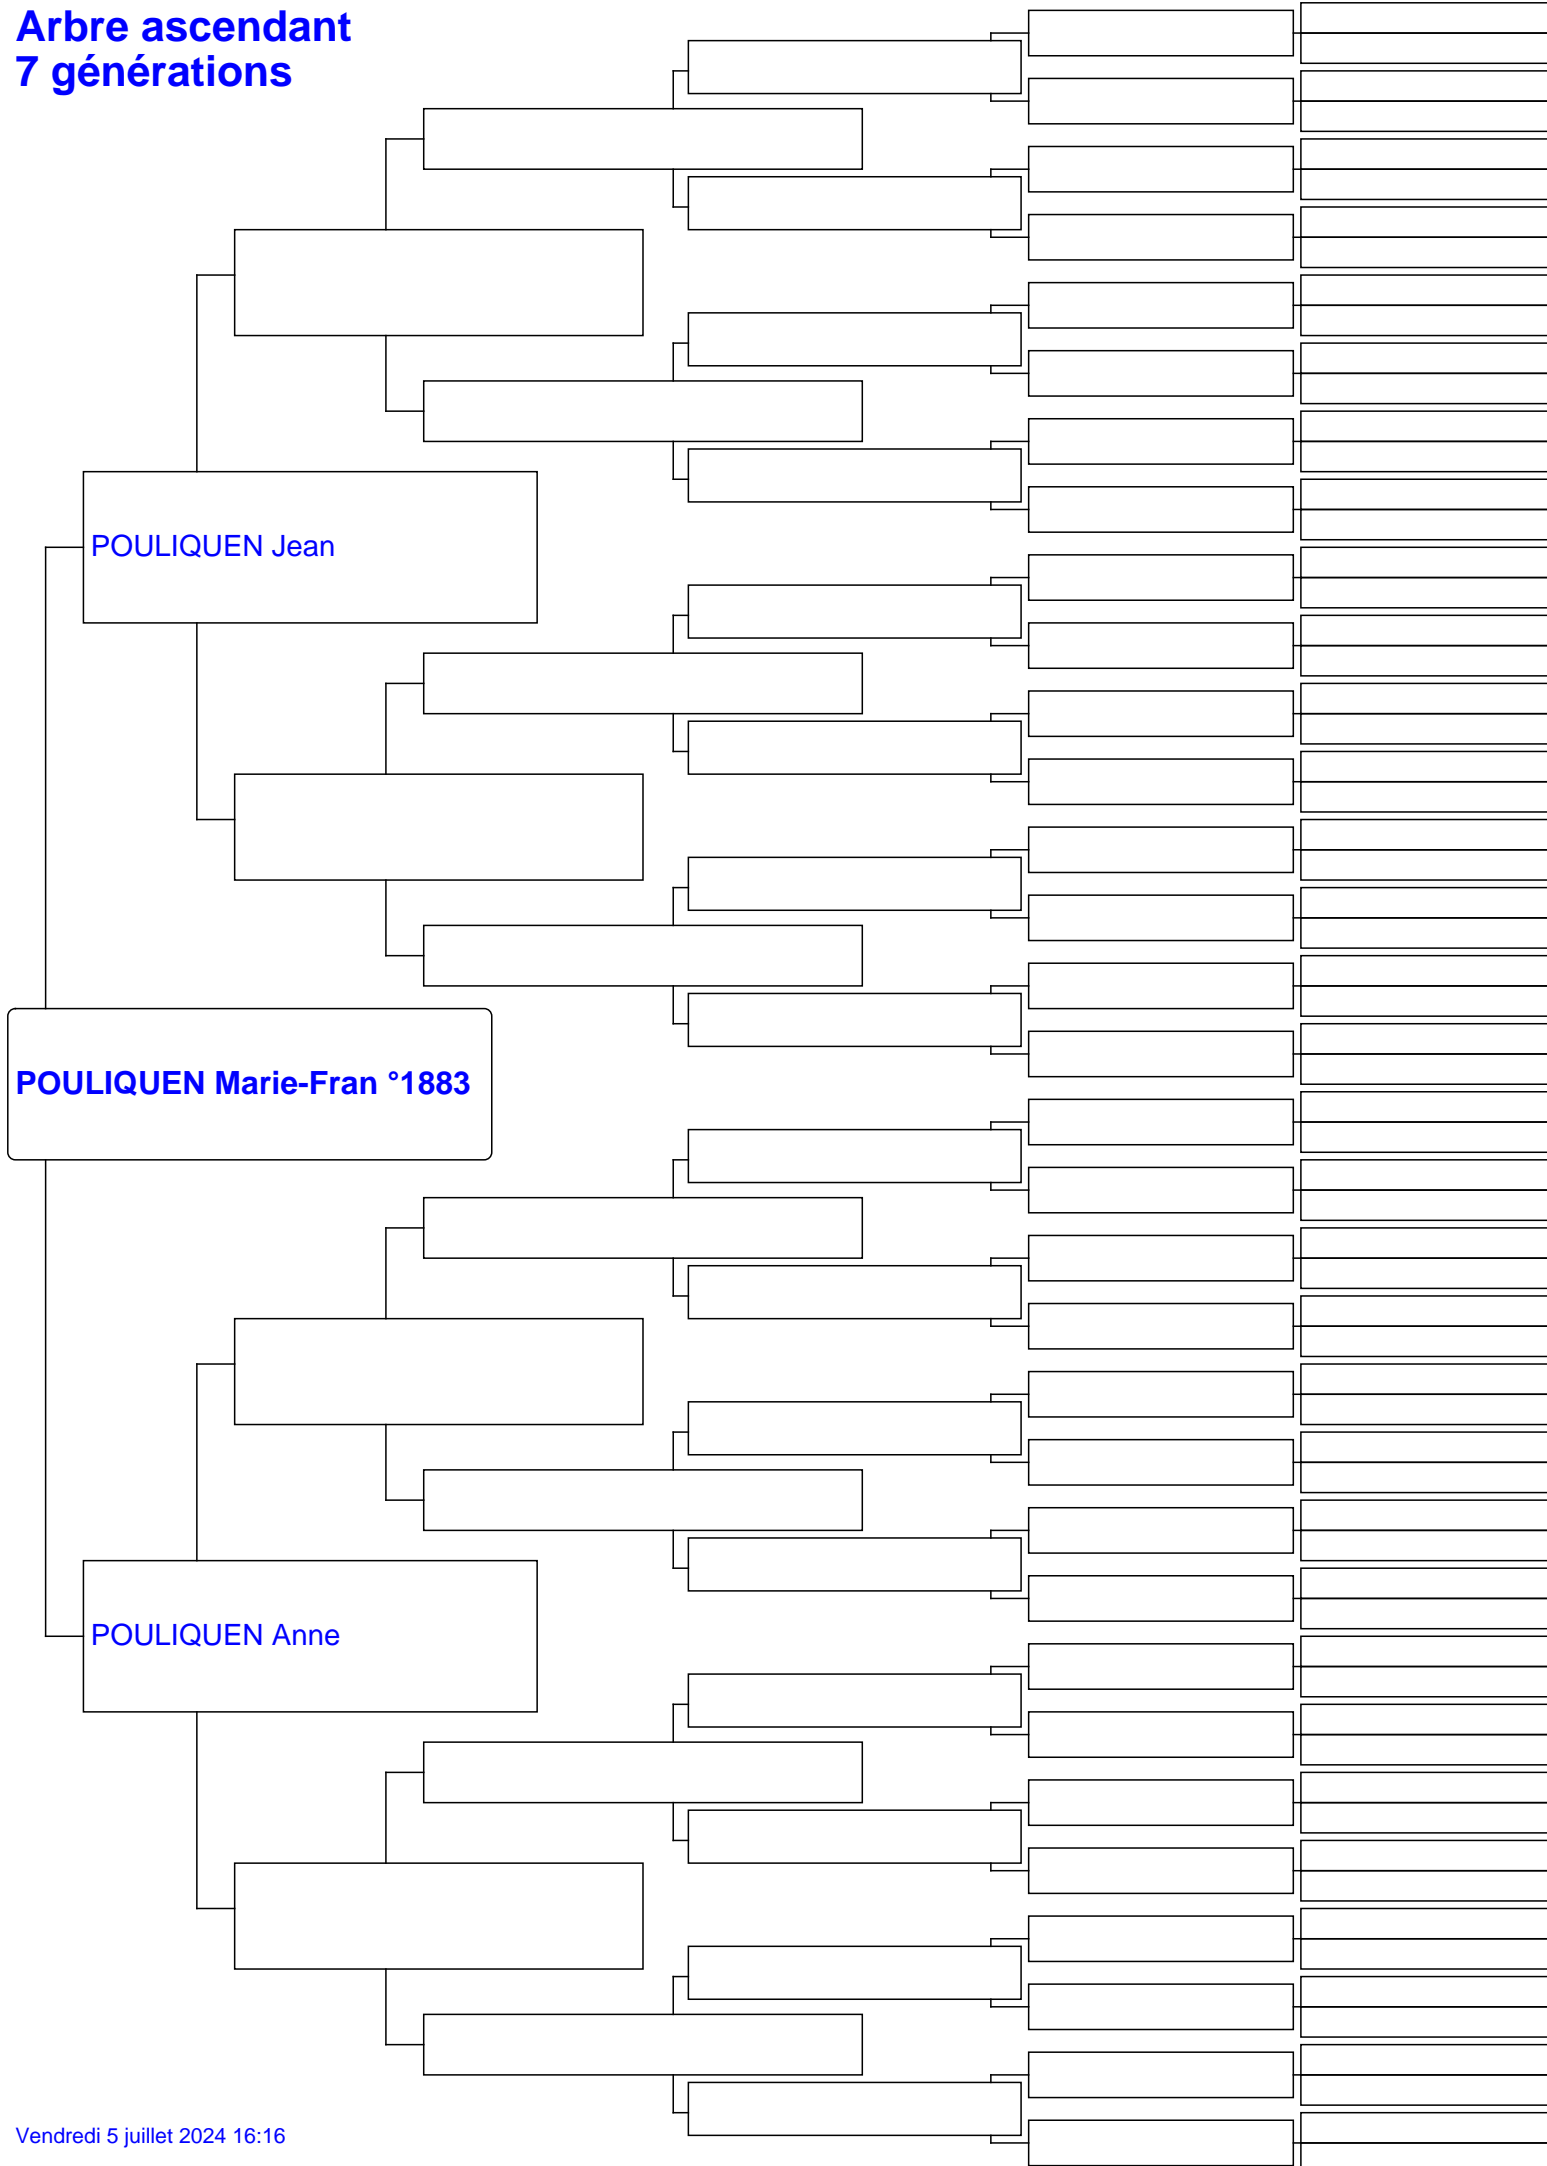 Arbre ascendant
7 générations
POULIQUEN Jean
POULIQUEN Marie-Fran °1883
POULIQUEN Anne
Vendredi 5 juillet 2024 16:16